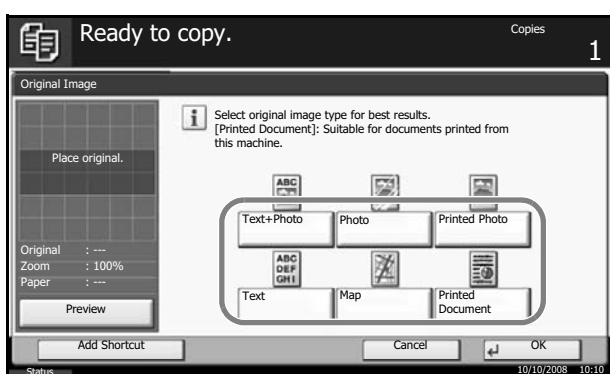 Ready to copy.
Copies
1
Original Image
Place original.
Original : ---
Zoom : 100%
Paper : ---
Preview
Select original image type for best results.
[Printed Document]: Suitable for documents printed from
this machine.
ABC
Text+Photo
Photo
Printed Photo
ABC
DEF
GHI
Text
Map
Printed
Document
Add Shortcut
Cancel
OK
Status
10/10/2008 10:10